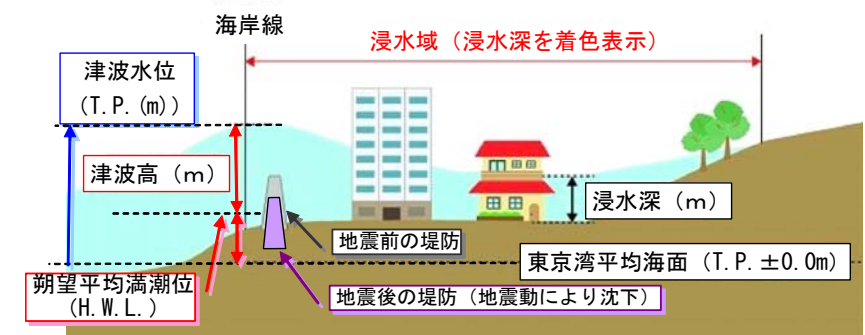 海岸線
浸水域（浸水深を着色表示）
津波水位
（T.P.(m)）
津波高（ｍ）
浸水深（ｍ）
地震前の堤防
東京湾平均海面（T.P.±0.0m）
朔望平均満潮位
（H.W.L.）
地震後の堤防（地震動により沈下）